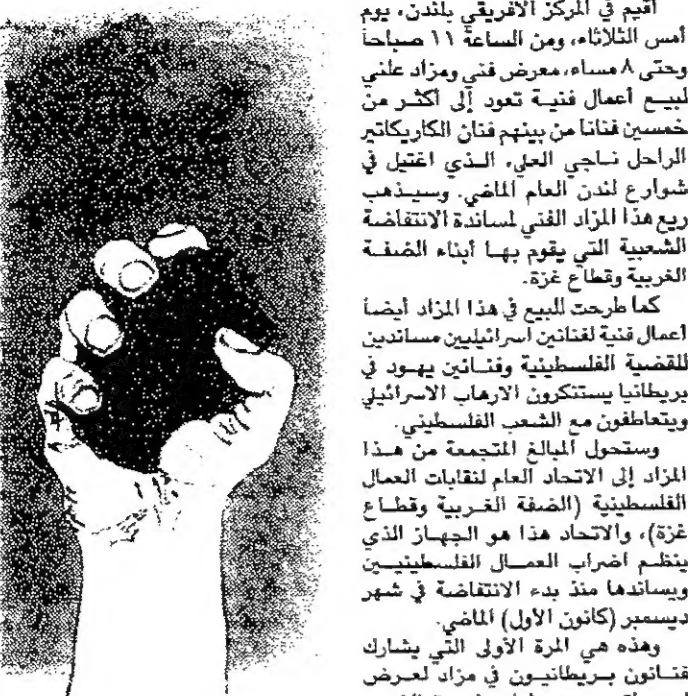 أقيم في المركز الافريقي بلندن، يوم
أمس الثلاثاء، ومن الساعة ١١ صباحاً
وحتى ٨ مساء، معرض فني ومزاد علني
لبيع أعمال فنية تعود إلى اكثر من
خمسين فنانا من بينهم فنان الكاريكاتير
الراحل ناجي العلي، الذي اغتيل في
شوارع لندن العام الماضي. وسيذهب
ريع هذا المزاد الفني لمساندة الانتفاضة
الشعبية التي يقوم بها أبناء الضفة
الغربية وقطاع غزة.
كما طرحت للبيع في هذا المزاد أيضاً
اعمال فنية لفنانين اسرائيليين مساندين
للقضية الفلسطينية وفنانين يهود في
بريطانيا يستنكرون الارهاب الاسرائيلي
ويتعاطفون مع الشعب الفلسطيني.
وستحول المبالغ المتجمعة من هذا
المزاد إلى الاتحاد العام لنقابات العمال
الفلسطينية (الضفة الغربية وقطاع
غزة)، والاتحاد هذا هو الجهاز الذي
ينظم اضراب العمال الفلسطينيين
ويساندها منذ بدء الانتفاضة في شهر
ديسمبر (كانون الأول) الماضي.
وهذه هي المرة الأولى التي يشارك
فنانون بريطانيون في مزاد لعرض